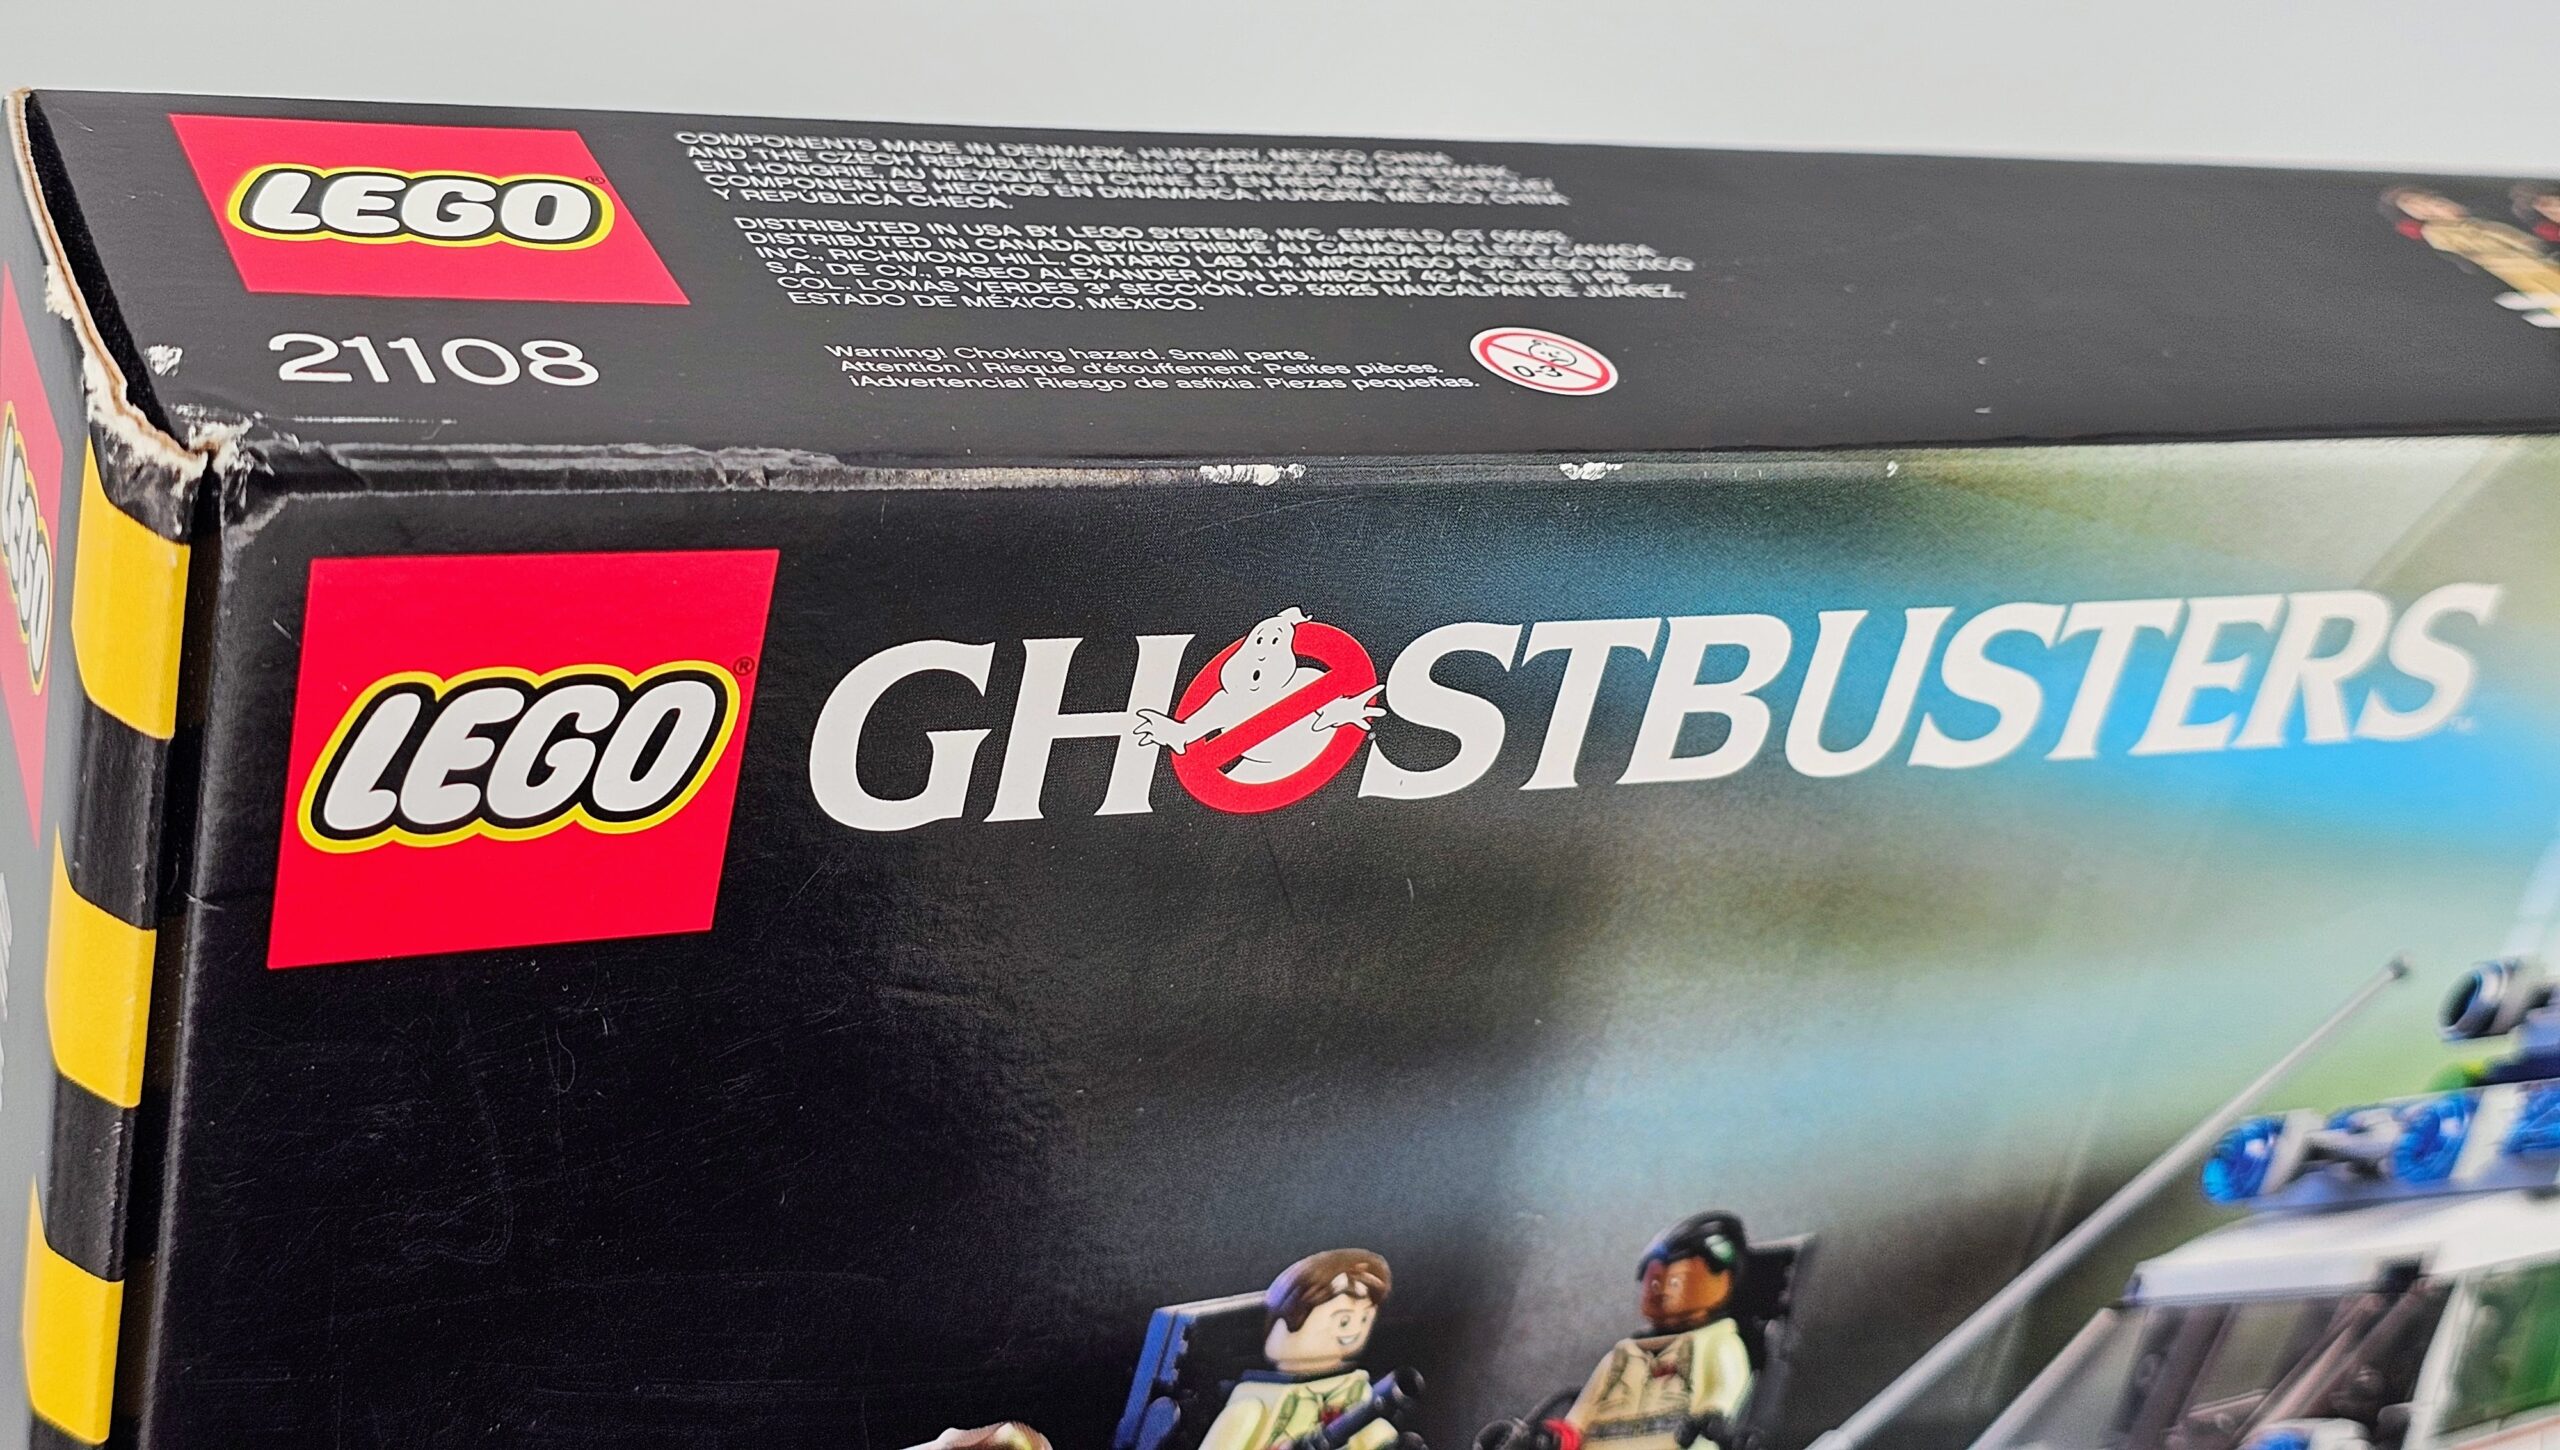 LEGO®
COMPONENTS MADE IN DENMARK, HUNGARY, MEXICO, CHINA
AND THE CZECH REPUBLIC/ÉLÉMENTS FABRIQUÉS AU DANEMARK,
EN HONGRIE, AU MEXIQUE, EN CHINE ET EN RÉPUBLIQUE TCHÈQUE/
COMPONENTES HECHOS EN DINAMARCA, HUNGRÍA, MÉXICO, CHINA
Y REPÚBLICA CHECA.
DISTRIBUTED IN USA BY LEGO SYSTEMS, INC., ENFIELD, CT 06083.
DISTRIBUTED IN CANADA BY/DISTRIBUÉ AU CANADA PAR LEGO CANADA
INC., RICHMOND HILL, ONTARIO L4B 1J4. IMPORTADO POR: LEGO MÉXICO
S.A. DE C.V., PASEO ALEXANDER VON HUMBOLDT 43-A, TORRE II PB
COL. LOMAS VERDES 3ª SECCIÓN, C.P. 53125 NAUCALPAN DE JUÁREZ,
ESTADO DE MÉXICO, MÉXICO.
21108
Warning! Choking hazard. Small parts.
Attention ! Risque d'étouffement. Petites pièces.
¡Advertencia! Riesgo de asfixia. Piezas pequeñas.
0-3
LEGO
LEGO®
GHOSTBUSTERS